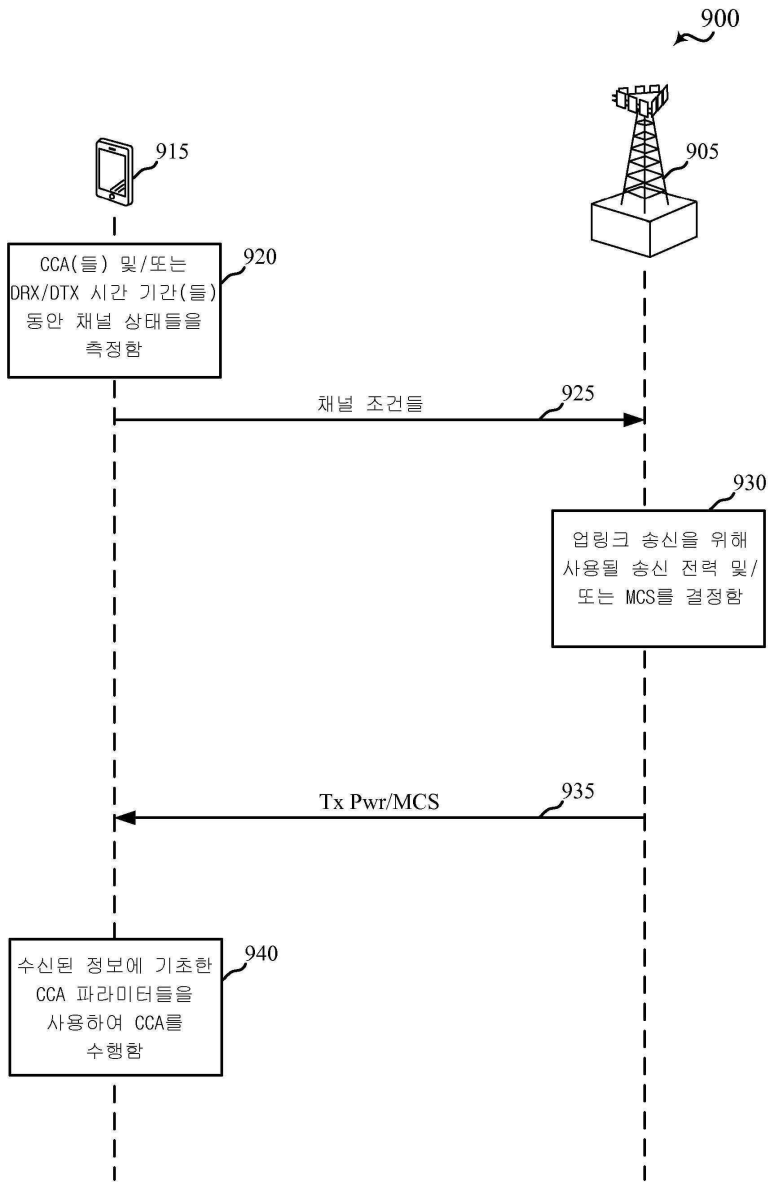 900
915
905
920
CCA(들) 및/또는
DRX/DTX 시간 기간(들)
동안 채널 상태들을
측정함
채널 조건들
925
930
업링크 송신을 위해
사용될 송신 전력 및/
또는 MCS를 결정함
Tx Pwr/MCS
935
940
수신된 정보에 기초한
CCA 파라미터들을
사용하여 CCA를
수행함